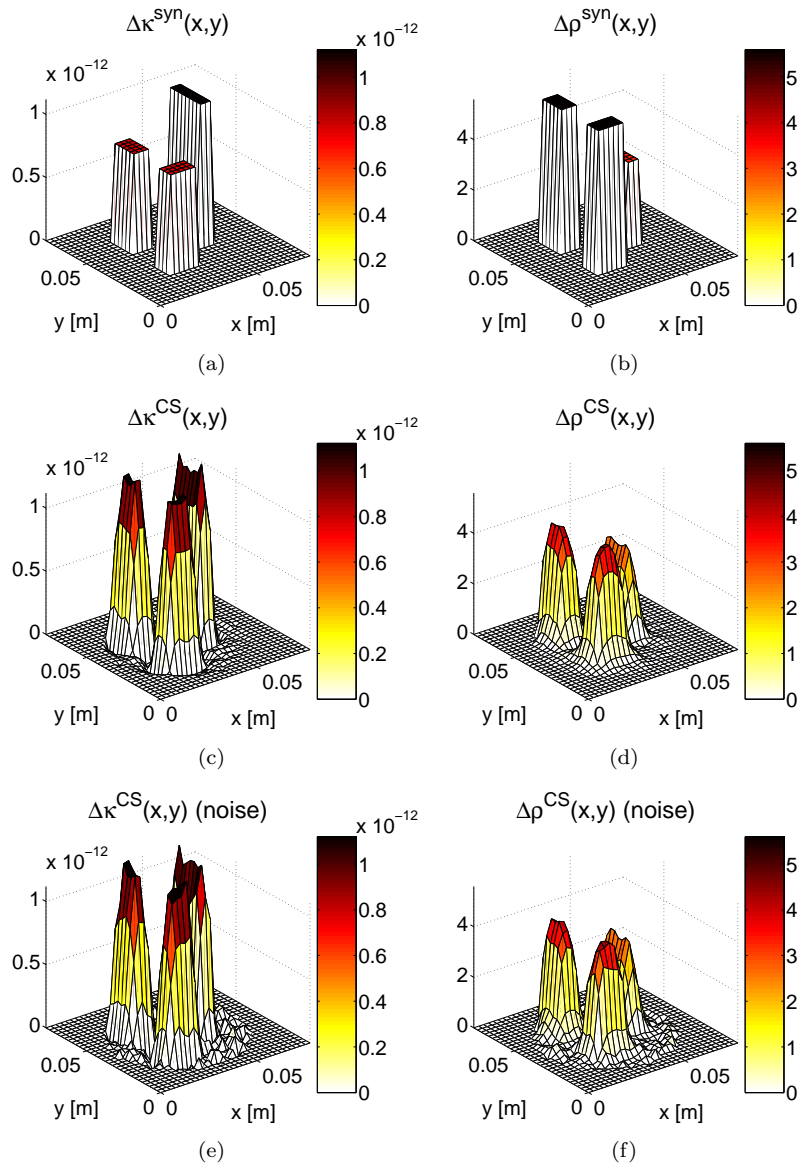 Δκ^syn(x,y)
x 10^−12
x 10^−12
1
0.5
0
0.05
0
y [m]
0
0.05
x [m]
1
0.8
0.6
0.4
0.2
0
(a)
Δρ^syn(x,y)
4
2
0
0.05
0
y [m]
0
0.05
x [m]
5
4
3
2
1
0
(b)
Δκ^CS(x,y)
x 10^−12
x 10^−12
1
0.5
0
0.05
0
y [m]
0
0.05
x [m]
1
0.8
0.6
0.4
0.2
0
(c)
Δρ^CS(x,y)
4
2
0
0.05
0
y [m]
0
0.05
x [m]
5
4
3
2
1
0
(d)
Δκ^CS(x,y) (noise)
x 10^−12
x 10^−12
1
0.5
0
0.05
0
y [m]
0
0.05
x [m]
1
0.8
0.6
0.4
0.2
0
(e)
Δρ^CS(x,y) (noise)
4
2
0
0.05
0
y [m]
0
0.05
x [m]
5
4
3
2
1
0
(f)